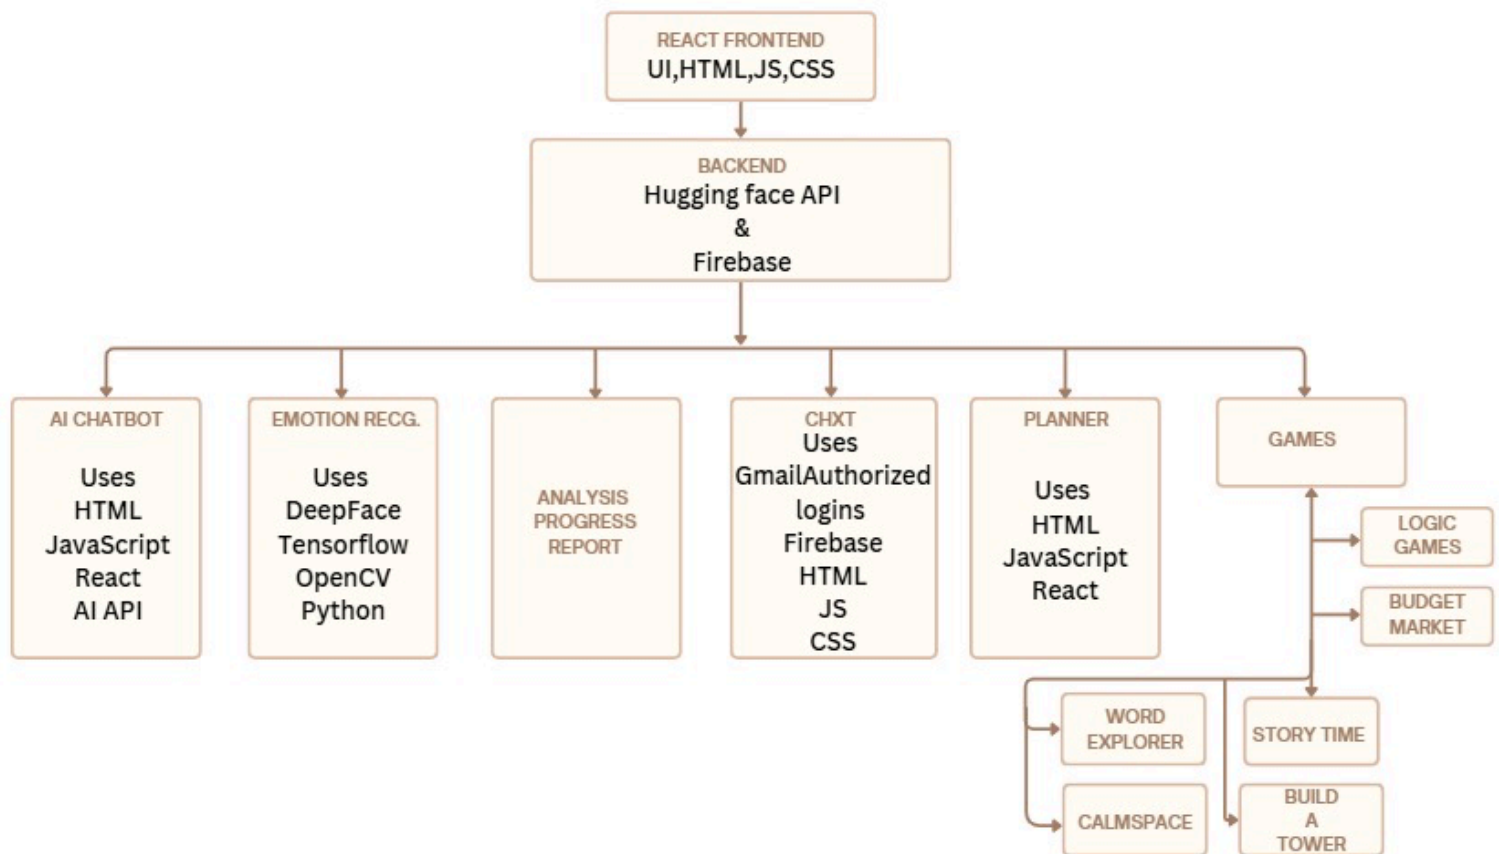 REACT FRONTEND
UI,HTML,JS,CSS
BACKEND
Hugging face API
&
Firebase
AI CHATBOT
Uses
HTML
JavaScript
React
AI API
EMOTION RECG.
Uses
DeepFace
Tensorflow
OpenCV
Python
ANALYSIS
PROGRESS
REPORT
CHXT
Uses
GmailAuthorized
logins
Firebase
HTML
JS
CSS
PLANNER
Uses
HTML
JavaScript
React
GAMES
LOGIC
GAMES
BUDGET
MARKET
WORD
EXPLORER
STORY TIME
CALMSPACE
BUILD
A
TOWER